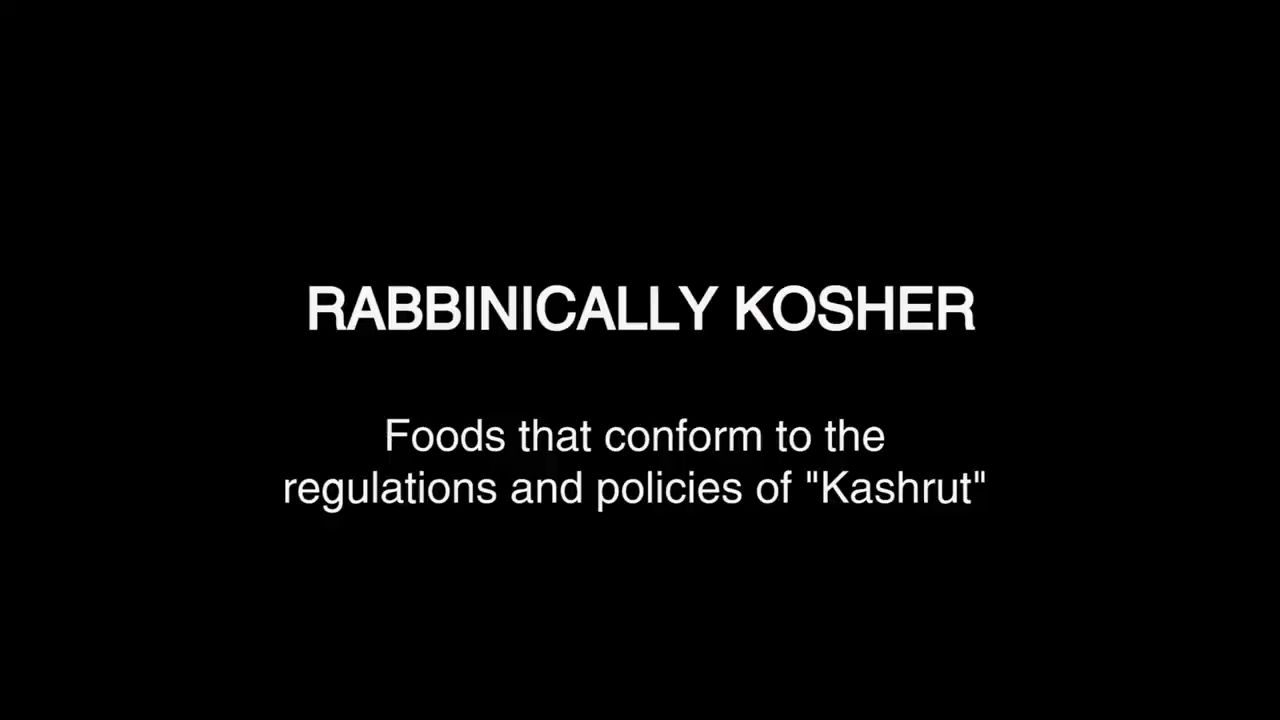 RABBINICALLY KOSHER
Foods that conform to the
regulations and policies of "Kashrut"